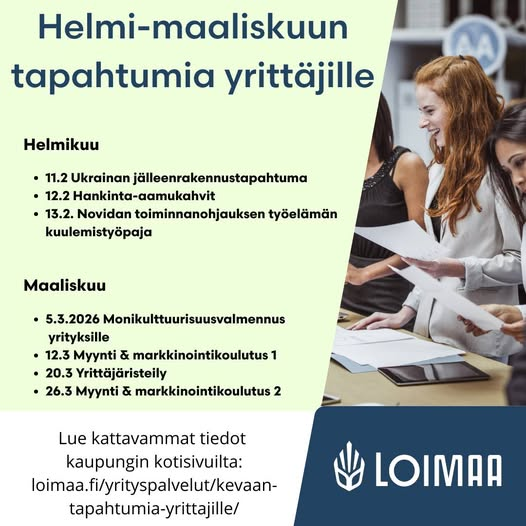 Helmi-maaliskuun
tapahtumia yrittäjille
Helmikuu
• 11.2 Ukrainan jälleenrakennustapahtuma
• 12.2 Hankinta-aamukahvit
• 13.2. Novidan toiminnanohjauksen työelämän
kuulemistyöpaja
Maaliskuu
• 5.3.2026 Monikulttuurisuusvalmennus
yrityksille
• 12.3 Myynti & markkinointikoulutus 1
• 20.3 Yrittäjäristeily
• 26.3 Myynti & markkinointikoulutus 2
Lue kattavammat tiedot
kaupungin kotisivuilta:
loimaa.fi/yrityspalvelut/kevaan-
tapahtumia-yrittajille/
LOIMAA